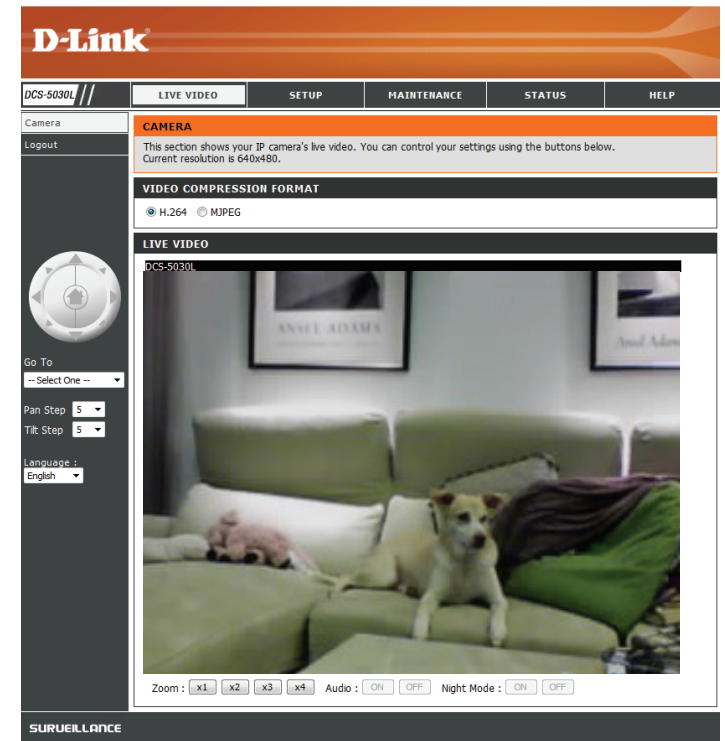 D-Link
DCS-5030L // LIVE VIDEO SETUP MAINTENANCE STATUS HELP
Camera
Logout
Go To
-- Select One --
Pan Step 5
Tilt Step 5
Language :
English
CAMERA
This section shows your IP camera's live video. You can control your settings using the buttons below.
Current resolution is 640x480.
VIDEO COMPRESSION FORMAT
H.264 MJPEG
LIVE VIDEO
DCS-5030L
ANSEL ADAMS
Ansel Adam
Zoom : x1 x2 x3 x4 Audio : ON OFF Night Mode : ON OFF
SURVEILLANCE